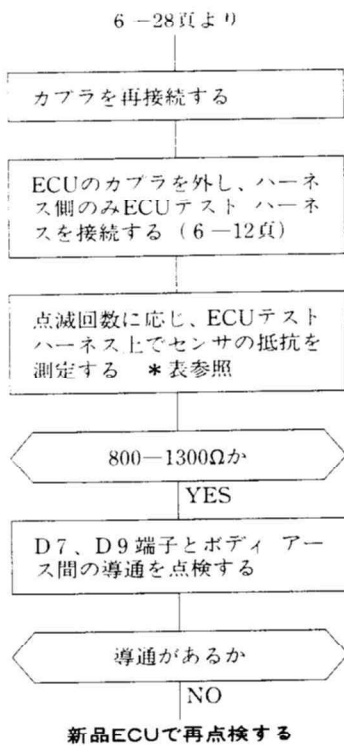 6－28頁より
カプラを再接続する
ECUのカプラを外し、ハーネ
ス側のみECUテスト ハーネ
スを接続する（6－12頁）
点滅回数に応じ、ECUテスト
ハーネス上でセンサの抵抗を
測定する　＊表参照
800－1300Ωか
YES
D7、D9端子とボディ アー
ス間の導通を点検する
導通があるか
NO
新品ECUで再点検する